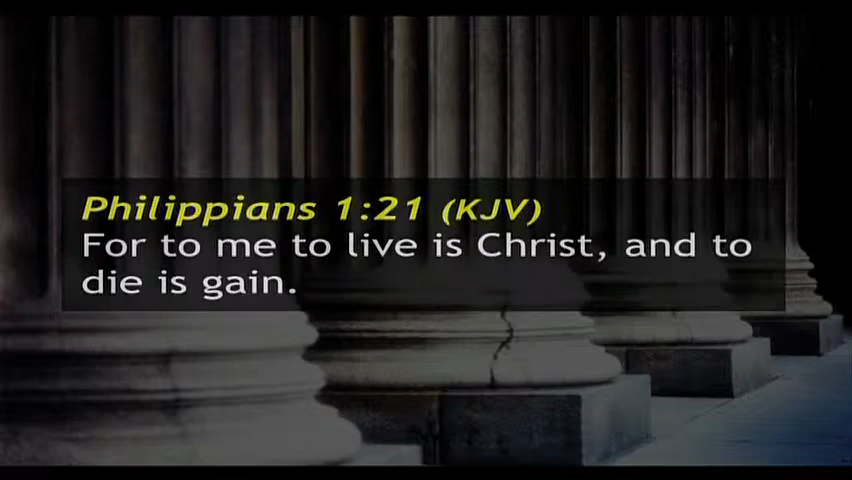 Philippians 1:21 (KJV)
For to me to live is Christ, and to
die is gain.